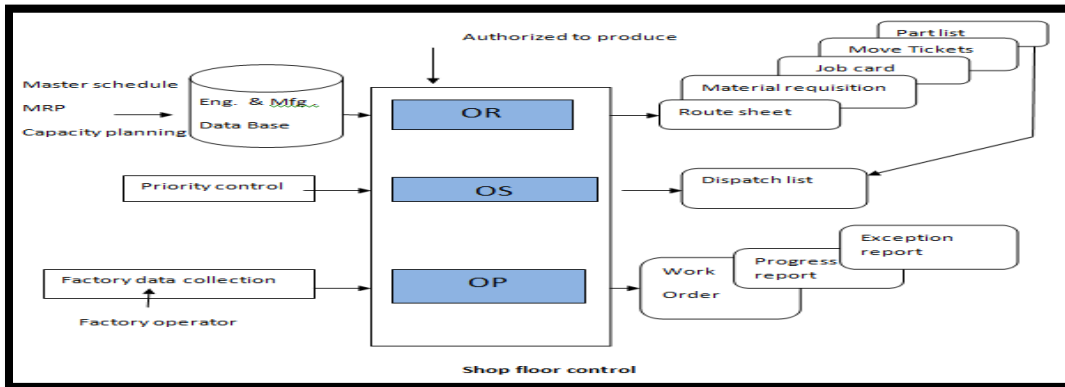 Authorized to produce
Part list
Move Tickets
Job card
Material requisition
Route sheet
Master schedule
MRP
Capacity planning
Eng. & Mfg.
Data Base
OR
Priority control
OS
Dispatch list
Factory data collection
Factory operator
OP
Work
Order
Progress
report
Exception
report
Shop floor control